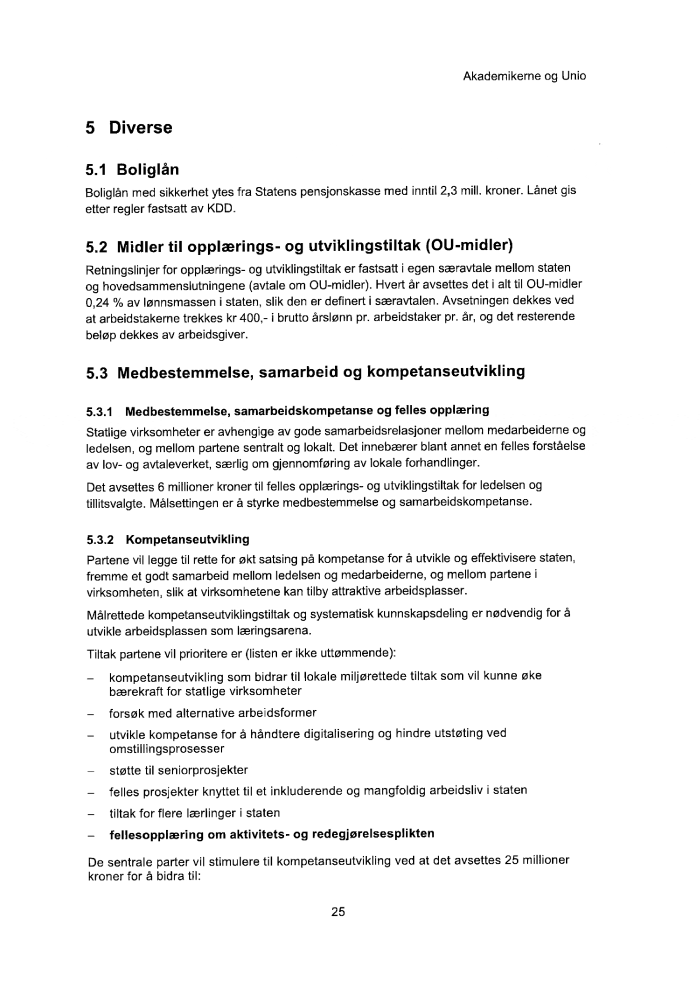 Akademikerne og Unio
5 Diverse
5.1 Boliglån
Boliglån med sikkerhet ytes fra Statens pensjonskasse med inntil 2,3 mill. kroner. Lånet gis
etter regler fastsatt av KDD.
5.2 Midler til opplærings- og utviklingstiltak (OU-midler)
Retningslinjer for opplærings- og utviklingstiltak er fastsatt i egen særavtale mellom staten
og hovedsammenslutningene (avtale om OU-midler). Hvert år avsettes det i alt til OU-midler
0,24 % av lønnsmassen i staten, slik den er definert i særavtalen. Avsetningen dekkes ved
at arbeidstakerne trekkes kr 400,- i brutto årslønn pr. arbeidstaker pr. år, og det resterende
beløp dekkes av arbeidsgiver.
5.3 Medbestemmelse, samarbeid og kompetanseutvikling
5.3.1 Medbestemmelse, samarbeidskompetanse og felles opplæring
Statlige virksomheter er avhengige av gode samarbeidsrelasjoner mellom medarbeiderne og
ledelsen, og mellom partene sentralt og lokalt. Det innebærer blant annet en felles forståelse
av lov- og avtaleverket, særlig om gjennomføring av lokale forhandlinger.
Det avsettes 6 millioner kroner til felles opplærings- og utviklingstiltak for ledelsen og
tillitsvalgte. Målsettingen er å styrke medbestemmelse og samarbeidskompetanse.
5.3.2 Kompetanseutvikling
Partene vil legge til rette for økt satsing på kompetanse for å utvikle og effektivisere staten,
fremme et godt samarbeid mellom ledelsen og medarbeiderne, og mellom partene i
virksomheten, slik at virksomhetene kan tilby attraktive arbeidsplasser.
Målrettede kompetanseutviklingstiltak og systematisk kunnskapsdeling er nødvendig for å
utvikle arbeidsplassen som læringsarena.
Tiltak partene vil prioritere er (listen er ikke uttømmende):
– kompetanseutvikling som bidrar til lokale miljørettede tiltak som vil kunne øke
bærekraft for statlige virksomheter
– forsøk med alternative arbeidsformer
– utvikle kompetanse for å håndtere digitalisering og hindre utstøting ved
omstillingsprosesser
– støtte til seniorprosjekter
– felles prosjekter knyttet til et inkluderende og mangfoldig arbeidsliv i staten
– tiltak for flere lærlinger i staten
– fellesopplæring om aktivitets- og redegjørelsesplikten
De sentrale parter vil stimulere til kompetanseutvikling ved at det avsettes 25 millioner
kroner for å bidra til:
25